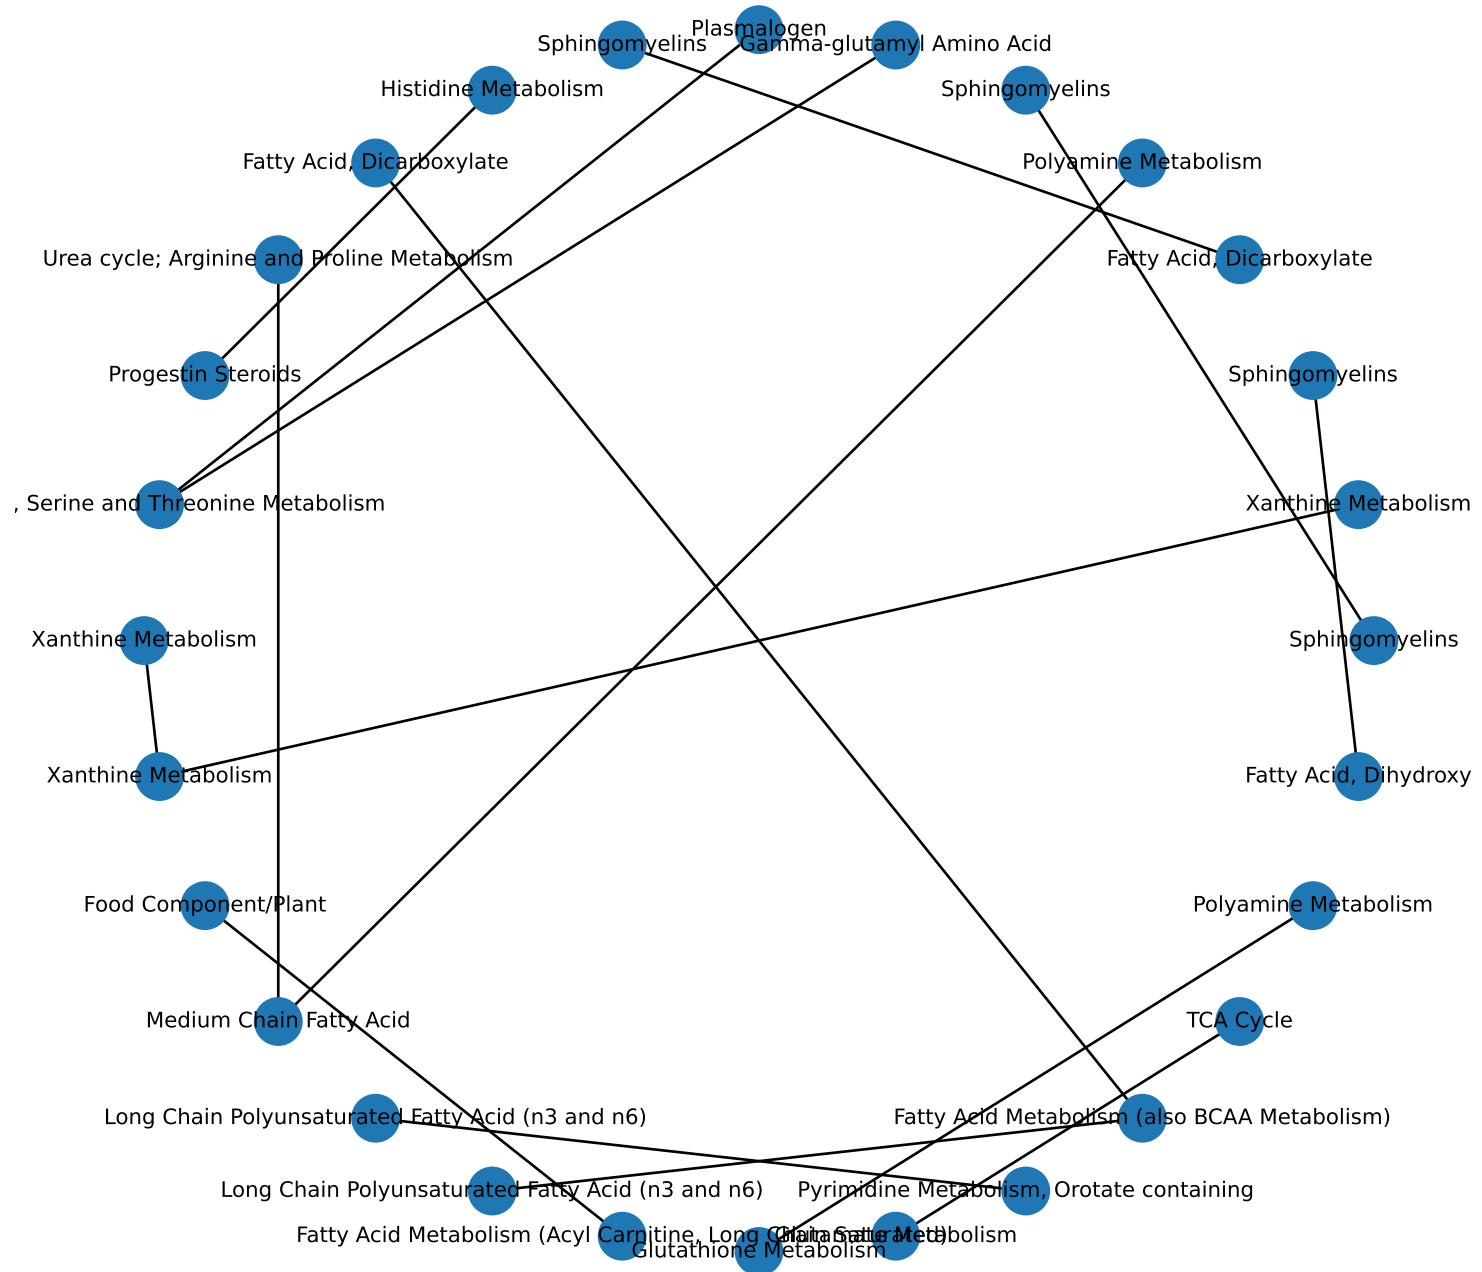 Plasmalogen
Sphingomyelins
Gamma-glutamyl Amino Acid
Histidine Metabolism
Sphingomyelins
Fatty Acid, Dicarboxylate
Polyamine Metabolism
Urea cycle; Arginine and Proline Metabolism
Fatty Acid, Dicarboxylate
Progestin Steroids
Sphingomyelins
, Serine and Threonine Metabolism
Xanthine Metabolism
Xanthine Metabolism
Sphingomyelins
Xanthine Metabolism
Fatty Acid, Dihydroxy
Food Component/Plant
Polyamine Metabolism
Medium Chain Fatty Acid
TCA Cycle
Long Chain Polyunsaturated Fatty Acid (n3 and n6)
Fatty Acid Metabolism (also BCAA Metabolism)
Long Chain Polyunsaturated Fatty Acid (n3 and n6)
Pyrimidine Metabolism, Orotate containing
Fatty Acid Metabolism (Acyl Carnitine, Long Chain Saturated)
Glutamate Metabolism
Glutathione Metabolism